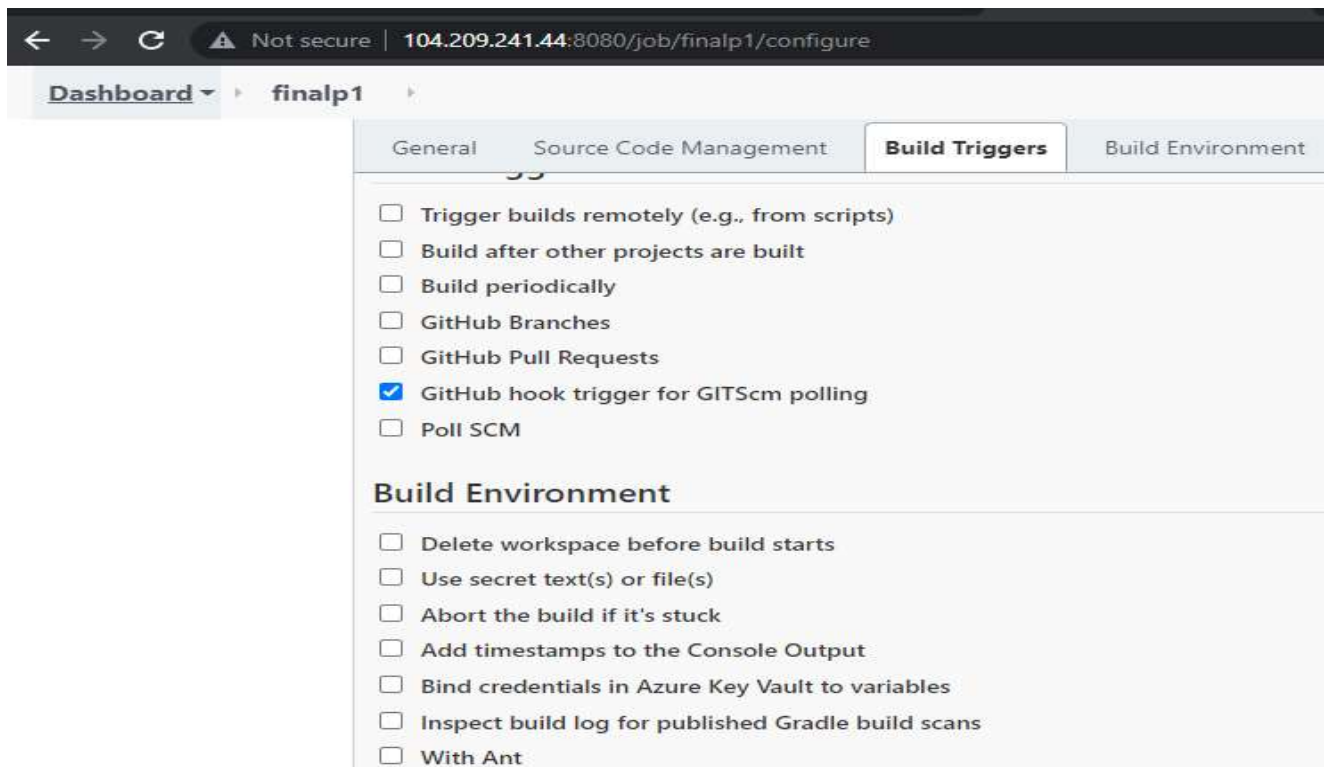 Not secure | 104.209.241.44:8080/job/finalp1/configure
Dashboard finalp1
General Source Code Management Build Triggers Build Environment
Trigger builds remotely (e.g., from scripts)
Build after other projects are built
Build periodically
GitHub Branches
GitHub Pull Requests
GitHub hook trigger for GITScm polling
Poll SCM
Build Environment
Delete workspace before build starts
Use secret text(s) or file(s)
Abort the build if it's stuck
Add timestamps to the Console Output
Bind credentials in Azure Key Vault to variables
Inspect build log for published Gradle build scans
With Ant